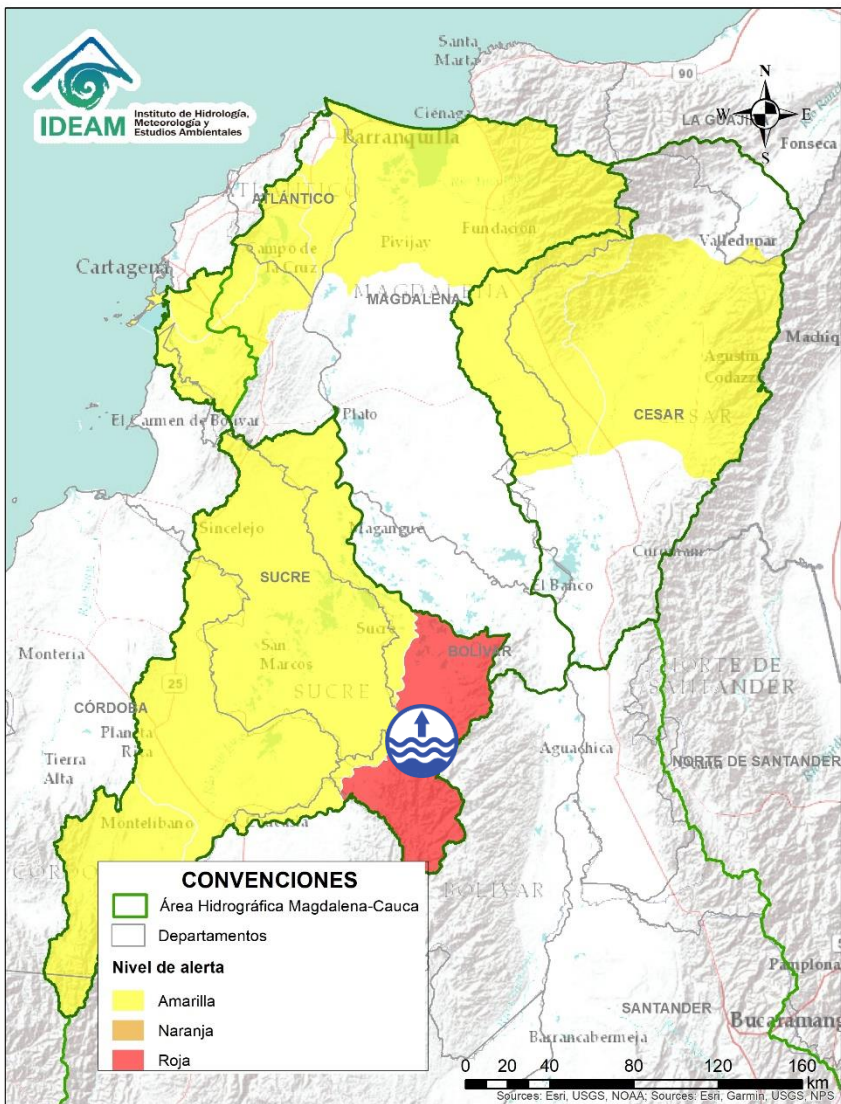 IDEAM
Instituto de Hidrología,
Meteorología y
Estudios Ambientales
Santa
Marta
90
N
W E
S
LA GUAJIRA
Fonseca
Ciénaga
Barranquilla
ATLÁNTICO
Valledupar
Pivijay
Fundación
Campo de
la Cruz
Cartagena
MAGDALENA
MAGDALENA
Agustín
Codazzi
CESAR
CESAR
El Carmen de Bolívar
Plato
Sincelejo
Magangue
SUCRE
El Banco
Sucre
BOLÍVAR
San
Marcos
SUCRE
Montería
25
NORTE DE
SANTANDER
CÓRDOBA
Planeta
Rica
Tierra
Alta
Aguachica
NORTE DE SANTANDER
Montelíbano
BOLÍVAR
CONVENCIONES
Área Hidrográfica Magdalena-Cauca
Departamentos
Nivel de alerta
Amarilla
Naranja
Roja
Pamplona
SANTANDER
Bucaramang
Barrancabermeja
0 20 40 80 120 160
km
Sources: Esri, USGS, NOAA; Sources: Esri, Garmin, USGS, NPS